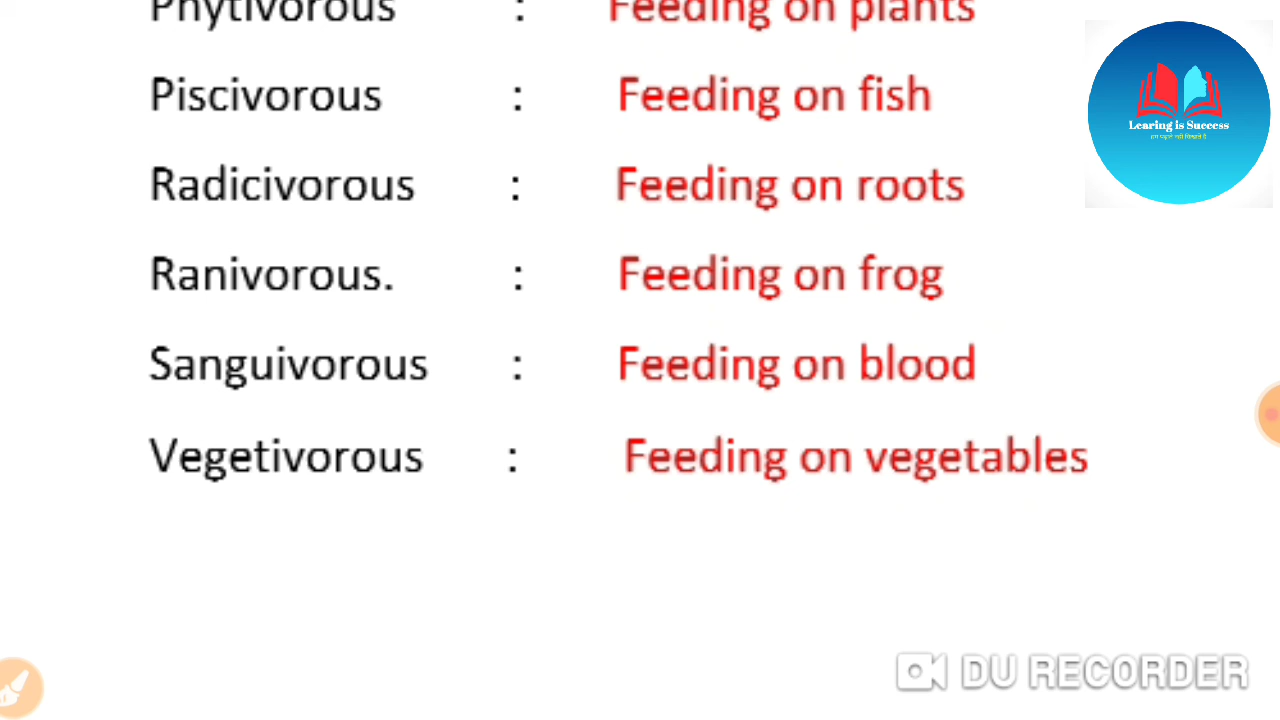 Phytivorous : Feeding on plants
Piscivorous : Feeding on fish
Radicivorous : Feeding on roots
Ranivorous. : Feeding on frog
Sanguivorous : Feeding on blood
Vegetivorous : Feeding on vegetables
Learing is Success
DU RECORDER